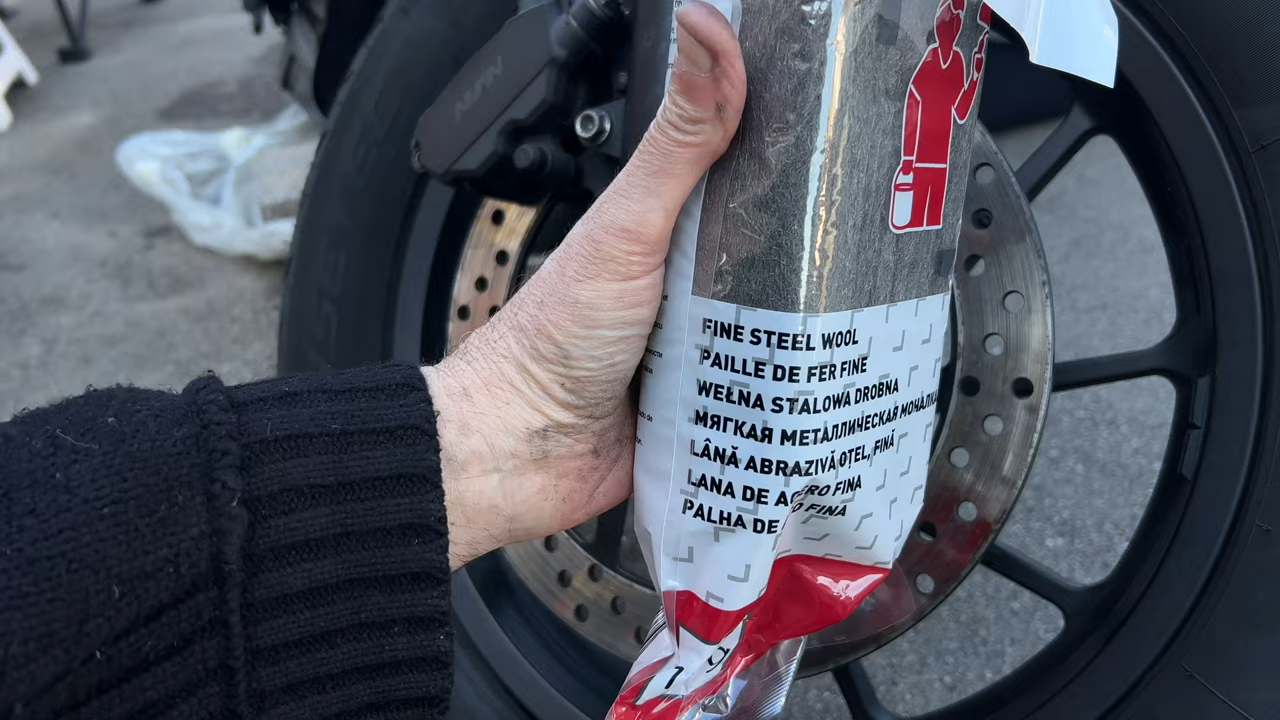 NISSIN
FINE STEEL WOOL
PAILLE DE FER FINE
WEŁNA STALOWA DROBNA
МЯГКАЯ МЕТАЛЛИЧЕСКАЯ МОЧАЛКА
LÂNĂ ABRAZIVĂ OȚEL, FINĂ
LANA DE ACERO FINA
PALHA DE O FINA